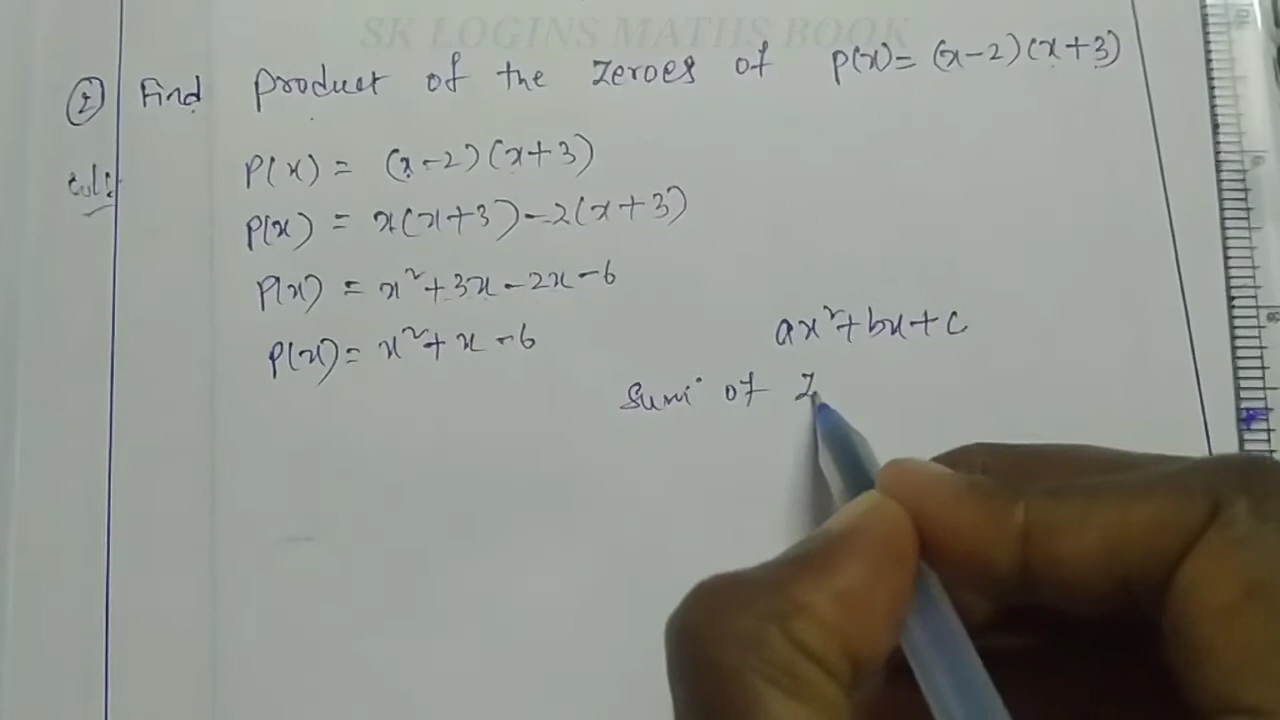 SK LOGINS MATHS BOOK
② Find product of the zeroes of P(x) = (x-2)(x+3)
Sol:
P(x) = (x-2)(x+3)
P(x) = x(x+3)-2(x+3)
P(x) = x²+3x-2x-6
P(x) = x²+x-6
ax²+bx+c
Sum of Z